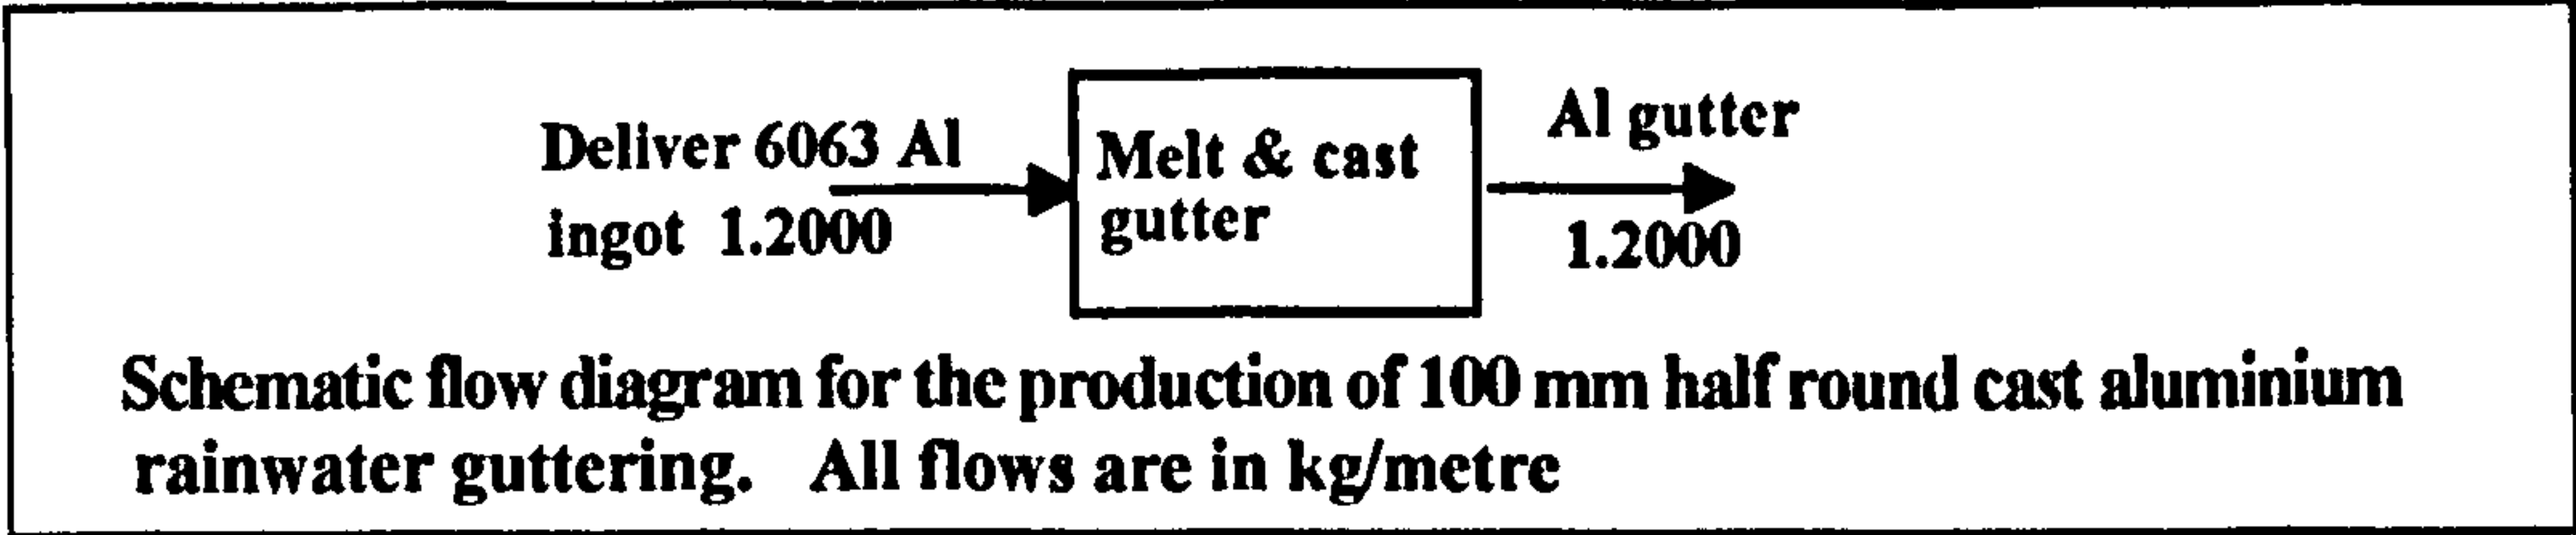 Deliver 6063 Al
ingot 1.2000
Melt & cast
gutter
Al gutter
1.2000
Schematic flow diagram for the production of 100 mm half round cast aluminium
rainwater guttering. All flows are in kg/metre